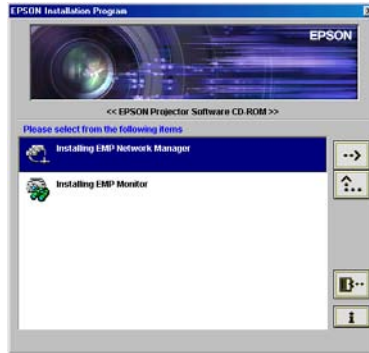 EPSON Installation Program
EPSON
<< EPSON Projector Software CD-ROM >>
Please select from the following items
Installing EMP Network Manager
Installing EMP Monitor